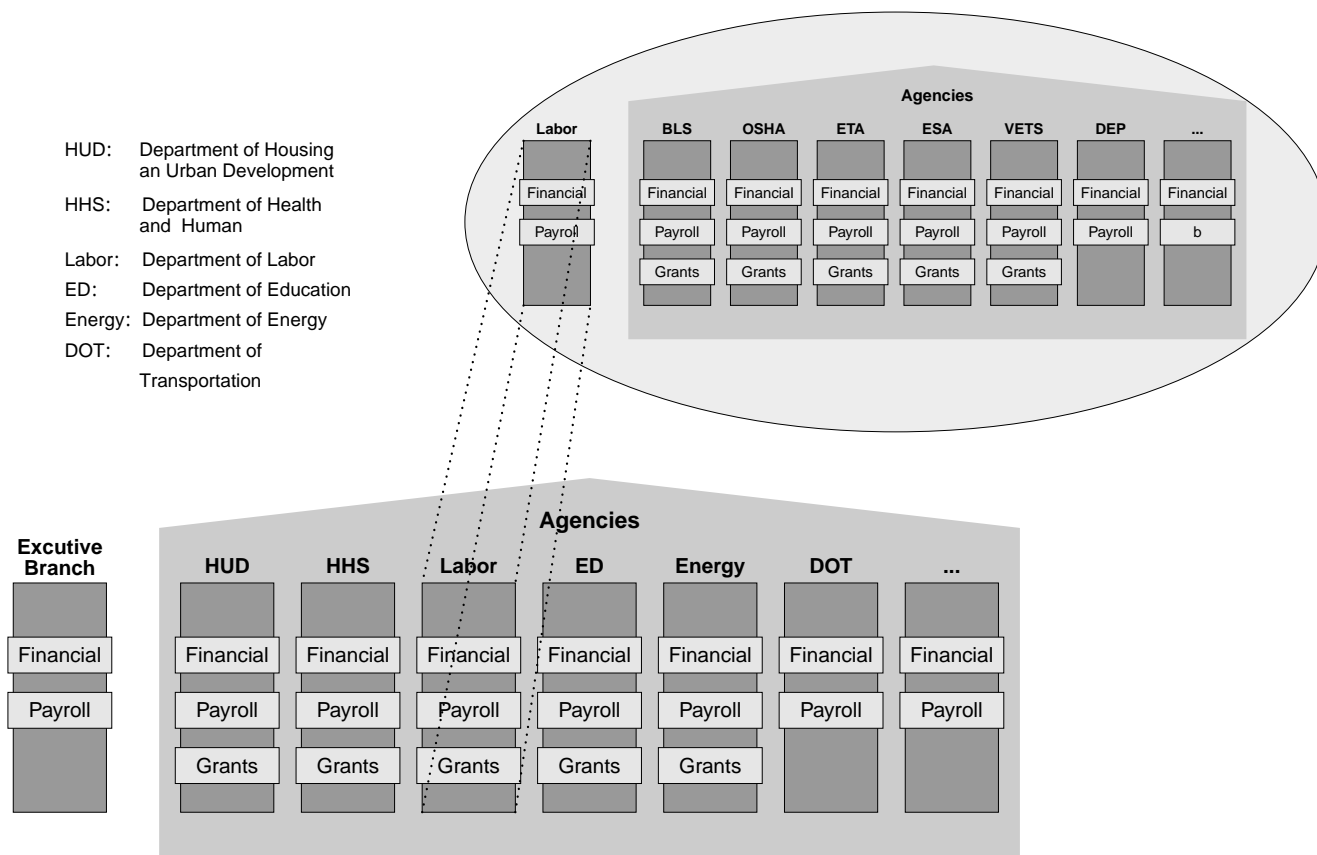 Agencies
Labor BLS OSHA ETA ESA VETS DEP ...
Financial Financial Financial Financial Financial Financial Financial Financial
Payroll Payroll Payroll Payroll Payroll Payroll Payroll b
Grants Grants Grants Grants Grants
HUD: Department of Housing
an Urban Development
HHS: Department of Health
and Human
Labor: Department of Labor
ED: Department of Education
Energy: Department of Energy
DOT: Department of
Transportation
Agencies
Excutive
Branch
HUD HHS Labor ED Energy DOT ...
Financial Financial Financial Financial Financial Financial Financial Financial
Payroll Payroll Payroll Payroll Payroll Payroll Payroll Payroll
Grants Grants Grants Grants Grants